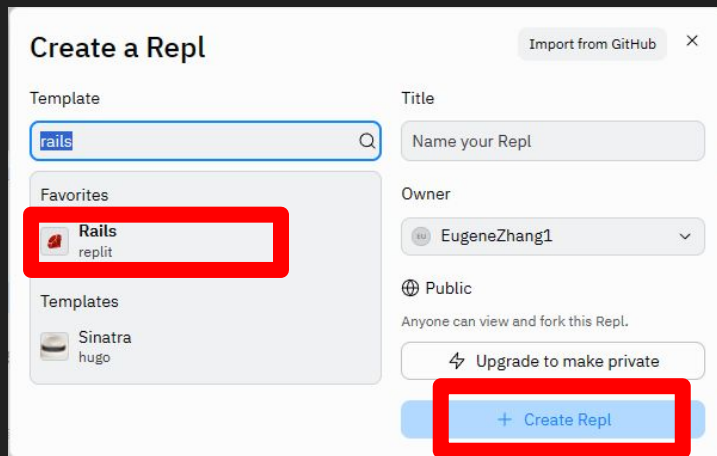 Create a Repl
Import from GitHub
Template
rails
Favorites
Rails
replit
Templates
Sinatra
hugo
Title
Name your Repl
Owner
EU EugeneZhang1
Public
Anyone can view and fork this Repl.
Upgrade to make private
+ Create Repl